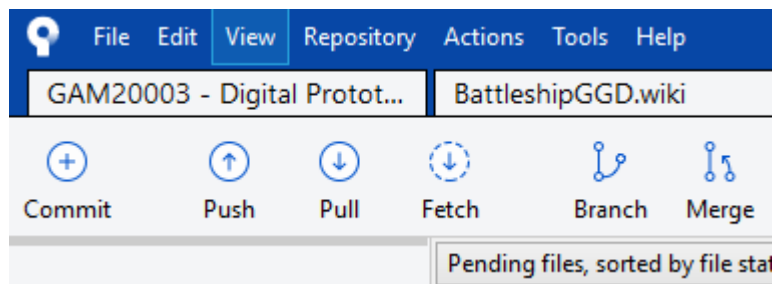 File Edit View Repository Actions Tools Help
GAM20003 - Digital Protot... BattleshipGGD.wiki
Commit Push Pull Fetch Branch Merge
Pending files, sorted by file stat